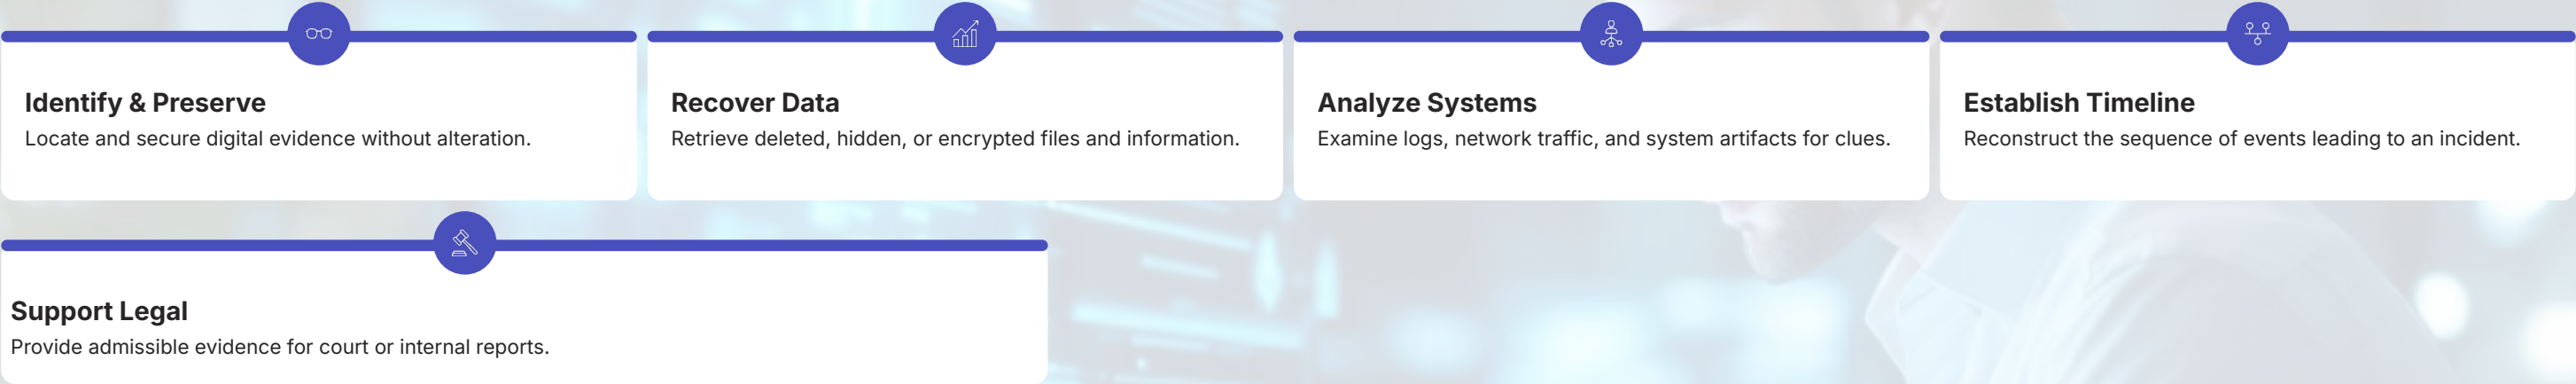 Identify & Preserve
Locate and secure digital evidence without alteration.
Recover Data
Retrieve deleted, hidden, or encrypted files and information.
Analyze Systems
Examine logs, network traffic, and system artifacts for clues.
Establish Timeline
Reconstruct the sequence of events leading to an incident.
Support Legal
Provide admissible evidence for court or internal reports.